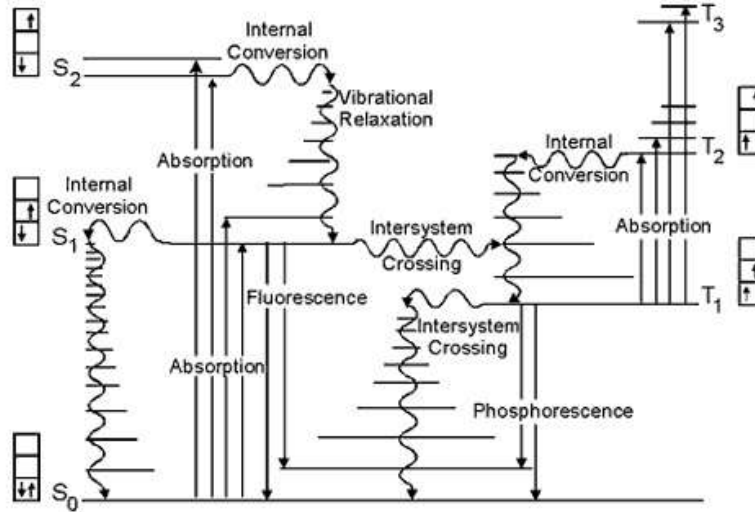 T3
Internal
Conversion
S2
Vibrational
Relaxation
Absorption
Internal
Conversion
T2
Internal
Conversion
S1
Intersystem
Crossing
Absorption
Fluorescence
T1
Intersystem
Crossing
Absorption
Phosphorescence
S0